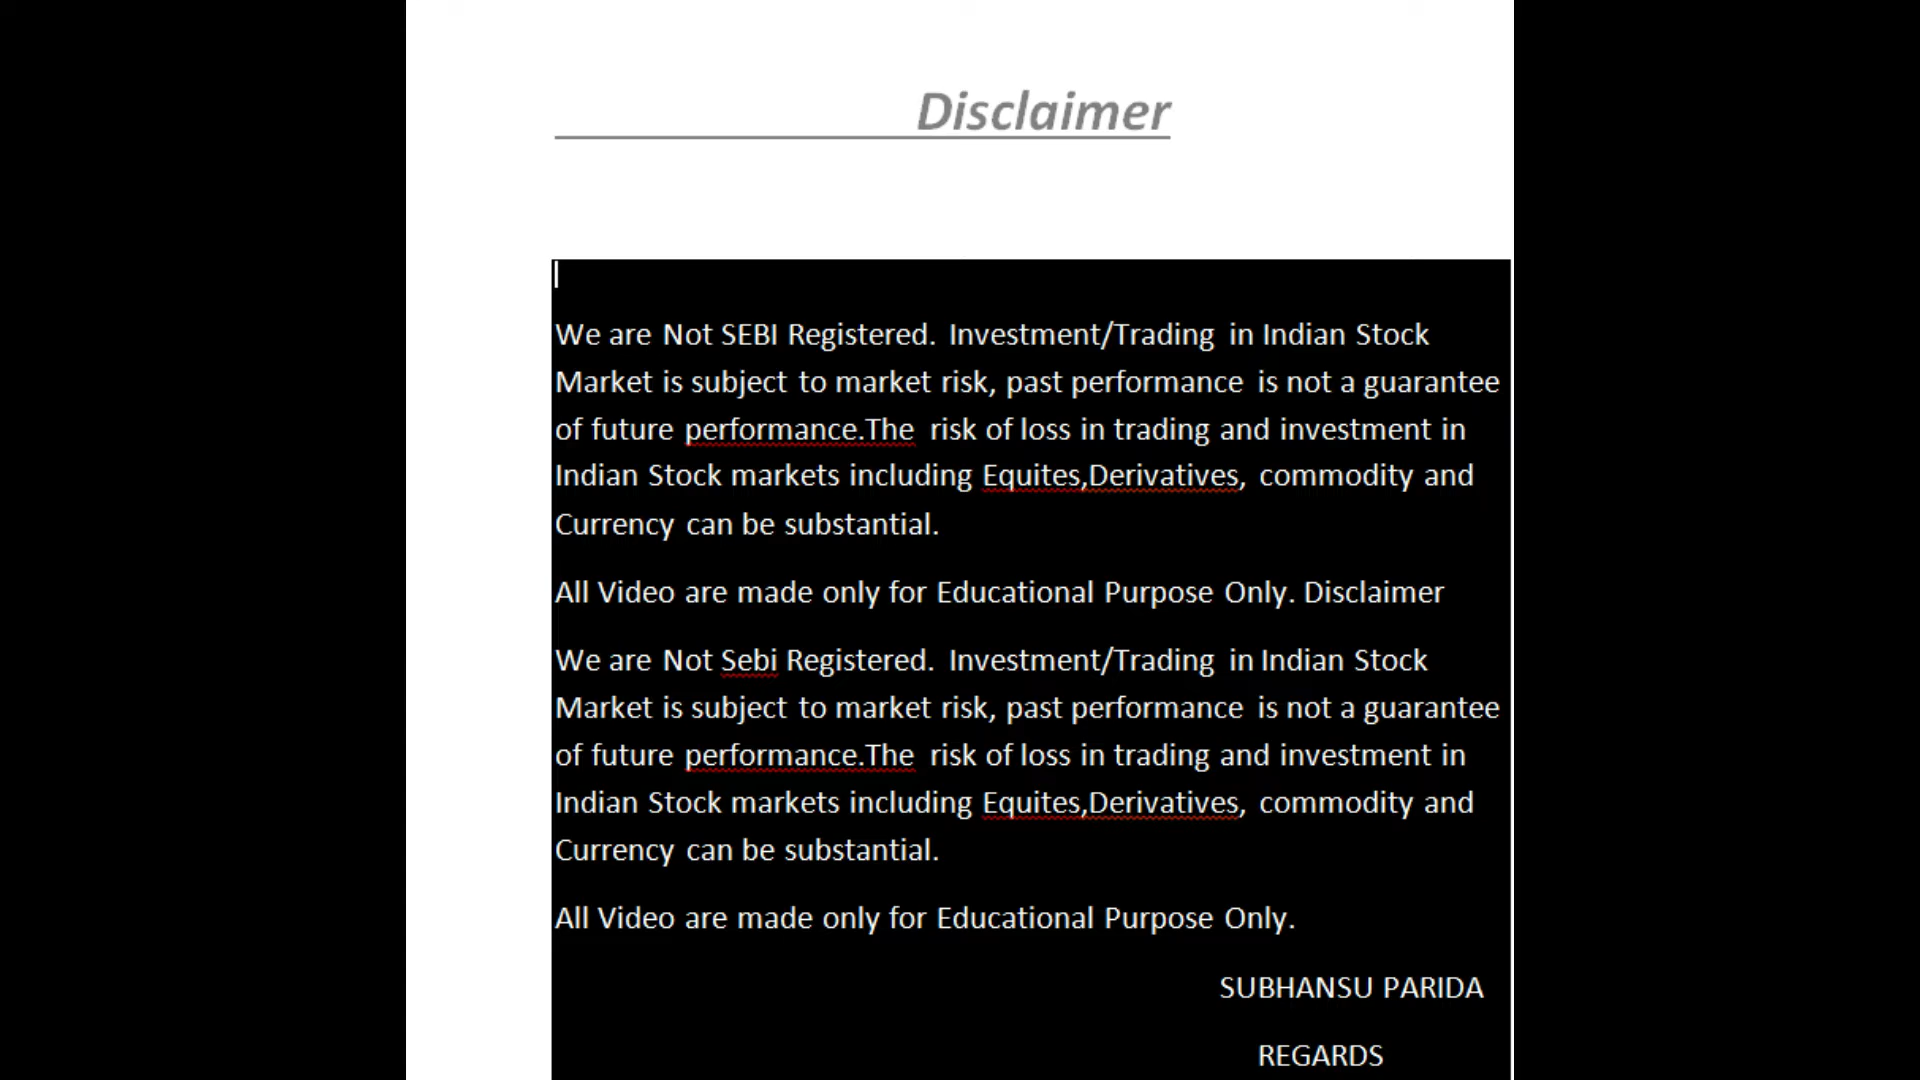 Disclaimer
We are Not SEBI Registered. Investment/Trading in Indian Stock
Market is subject to market risk, past performance is not a guarantee
of future performance.The risk of loss in trading and investment in
Indian Stock markets including Equites,Derivatives, commodity and
Currency can be substantial.
All Video are made only for Educational Purpose Only. Disclaimer
We are Not Sebi Registered. Investment/Trading in Indian Stock
Market is subject to market risk, past performance is not a guarantee
of future performance.The risk of loss in trading and investment in
Indian Stock markets including Equites,Derivatives, commodity and
Currency can be substantial.
All Video are made only for Educational Purpose Only.
SUBHANSU PARIDA
REGARDS